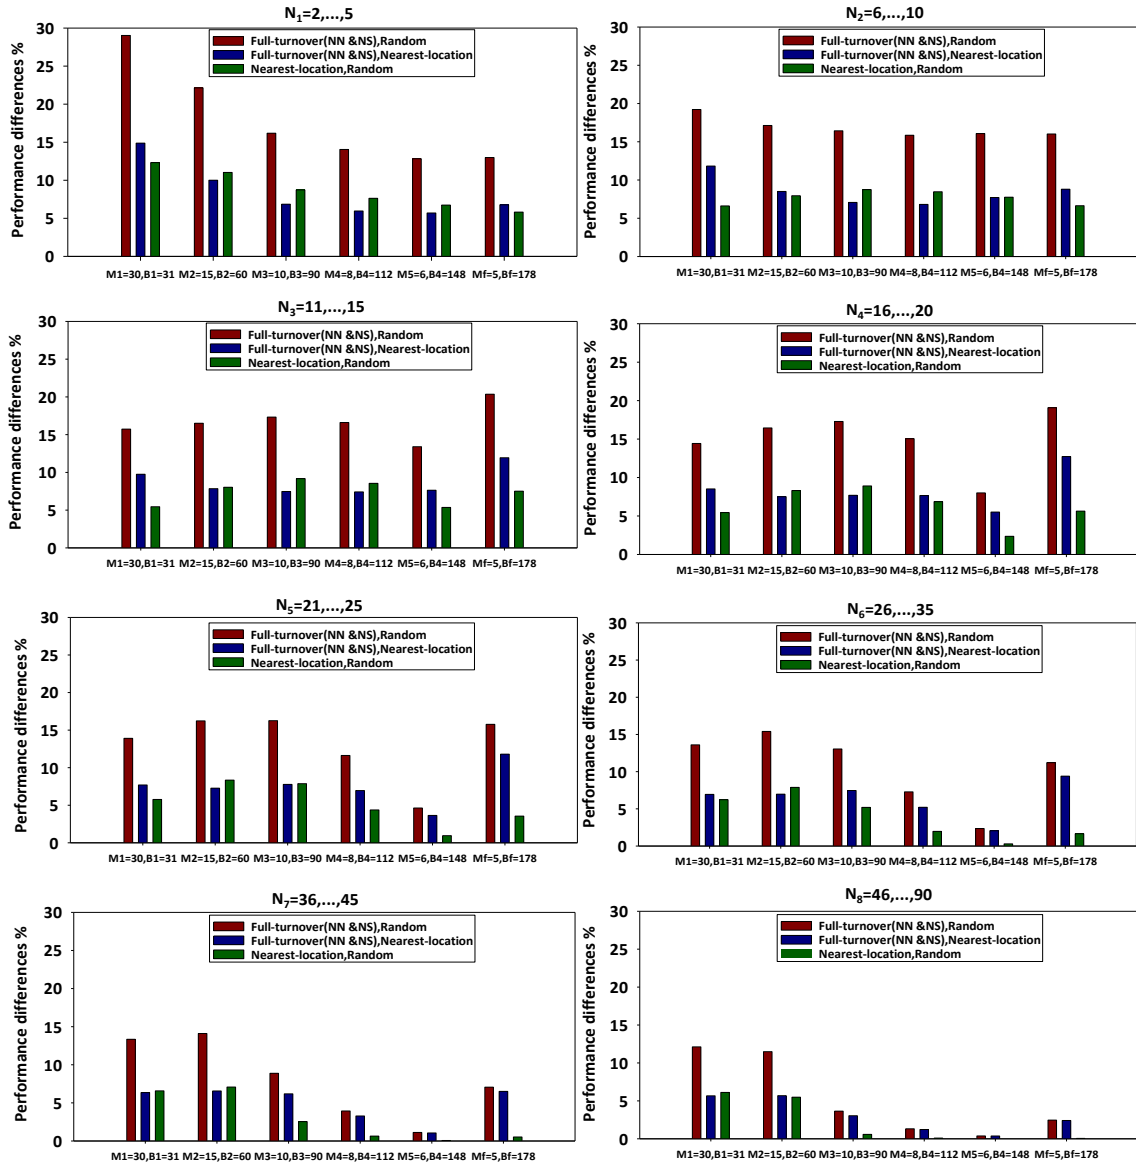 N1=2,...,5
Performance differences %
30
25
20
15
10
5
0
Full-turnover(NN &NS),Random
Full-turnover(NN &NS),Nearest-location
Nearest-location,Random
M1=30,B1=31 M2=15,B2=60 M3=10,B3=90 M4=8,B4=112 M5=6,B4=148 Mf=5,Bf=178
N2=6,...,10
Performance differences %
30
25
20
15
10
5
0
Full-turnover(NN &NS),Random
Full-turnover(NN &NS),Nearest-location
Nearest-location,Random
M1=30,B1=31 M2=15,B2=60 M3=10,B3=90 M4=8,B4=112 M5=6,B4=148 Mf=5,Bf=178
N3=11,...,15
Performance differences %
30
25
20
15
10
5
0
Full-turnover(NN &NS),Random
Full-turnover(NN &NS),Nearest-location
Nearest-location,Random
M1=30,B1=31 M2=15,B2=60 M3=10,B3=90 M4=8,B4=112 M5=6,B4=148 Mf=5,Bf=178
N4=16,...,20
Performance differences %
30
25
20
15
10
5
0
Full-turnover(NN &NS),Random
Full-turnover(NN &NS),Nearest-location
Nearest-location,Random
M1=30,B1=31 M2=15,B2=60 M3=10,B3=90 M4=8,B4=112 M5=6,B4=148 Mf=5,Bf=178
N5=21,...,25
Performance differences %
30
25
20
15
10
5
0
Full-turnover(NN &NS),Random
Full-turnover(NN &NS),Nearest-location
Nearest-location,Random
M1=30,B1=31 M2=15,B2=60 M3=10,B3=90 M4=8,B4=112 M5=6,B4=148 Mf=5,Bf=178
N6=26,...,35
Performance differences %
30
25
20
15
10
5
0
Full-turnover(NN &NS),Random
Full-turnover(NN &NS),Nearest-location
Nearest-location,Random
M1=30,B1=31 M2=15,B2=60 M3=10,B3=90 M4=8,B4=112 M5=6,B4=148 Mf=5,Bf=178
N7=36,...,45
Performance differences %
30
25
20
15
10
5
0
Full-turnover(NN &NS),Random
Full-turnover(NN &NS),Nearest-location
Nearest-location,Random
M1=30,B1=31 M2=15,B2=60 M3=10,B3=90 M4=8,B4=112 M5=6,B4=148 Mf=5,Bf=178
N8=46,...,90
Performance differences %
30
25
20
15
10
5
0
Full-turnover(NN &NS),Random
Full-turnover(NN &NS),Nearest-location
Nearest-location,Random
M1=30,B1=31 M2=15,B2=60 M3=10,B3=90 M4=8,B4=112 M5=6,B4=148 Mf=5,Bf=178